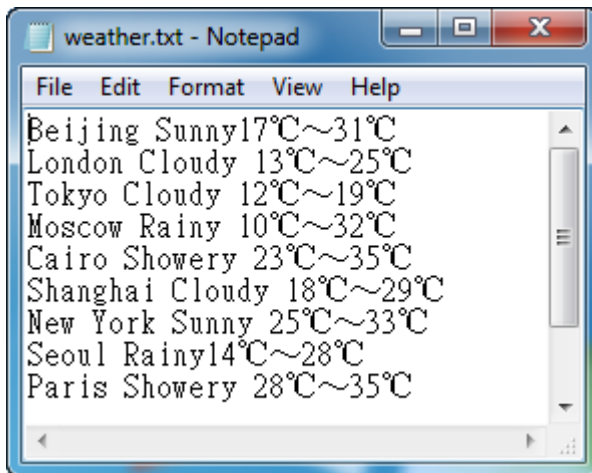 weather.txt - Notepad
File Edit Format View Help
Beijing Sunny17℃～31℃
London Cloudy 13℃～25℃
Tokyo Cloudy 12℃～19℃
Moscow Rainy 10℃～32℃
Cairo Showery 23℃～35℃
Shanghai Cloudy 18℃～29℃
New York Sunny 25℃～33℃
Seoul Rainy14℃～28℃
Paris Showery 28℃～35℃